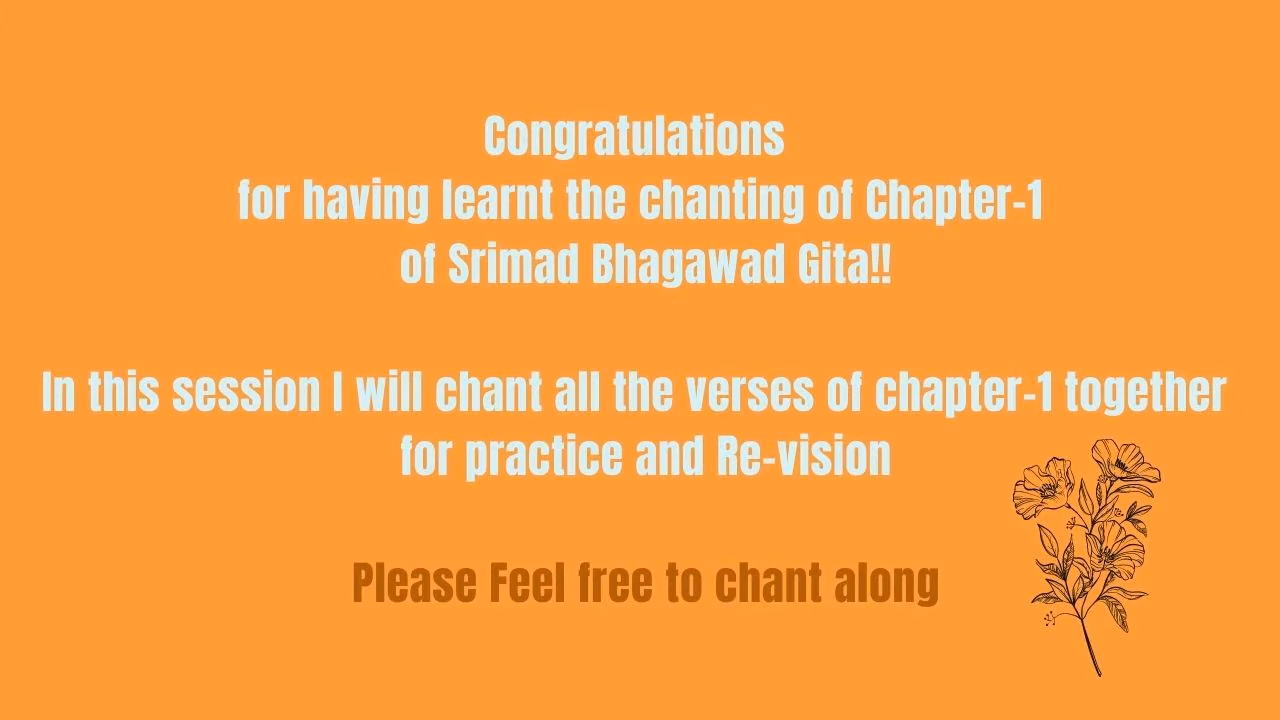 Congratulations
for having learnt the chanting of Chapter-1
of Srimad Bhagawad Gita!!
In this session I will chant all the verses of chapter-1 together
for practice and Re-vision
Please Feel free to chant along